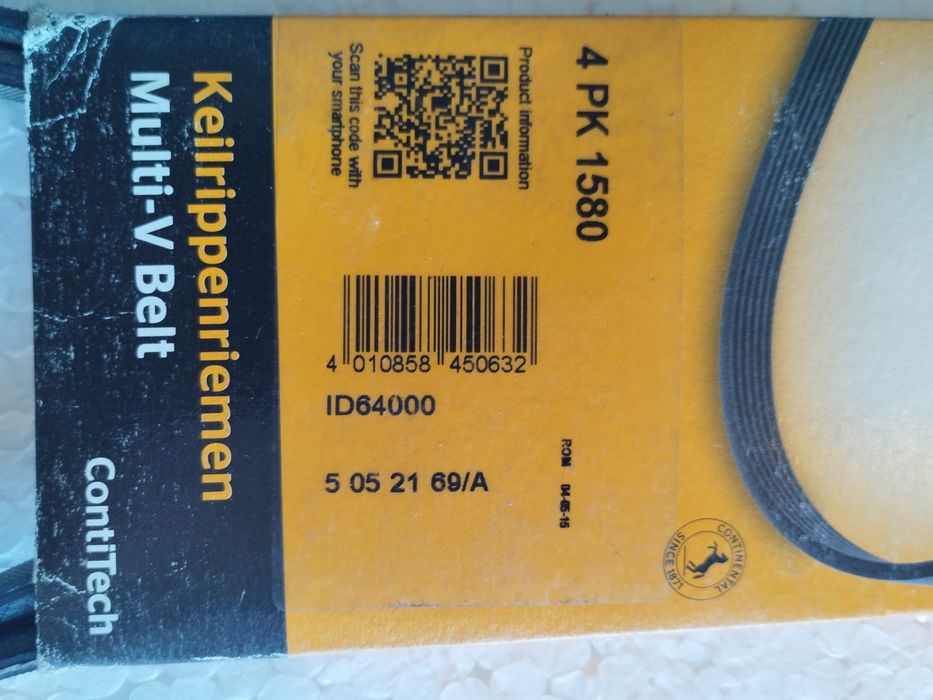 Keilrippenriemen
Multi-V Belt
ContiTech
4 PK 1580
Product information
Scan this code with
your smartphone
4 010858 450632
ID64000
5 05 21 69/A
ROM 04-05-15
CONTINENTAL
SINCE 1871